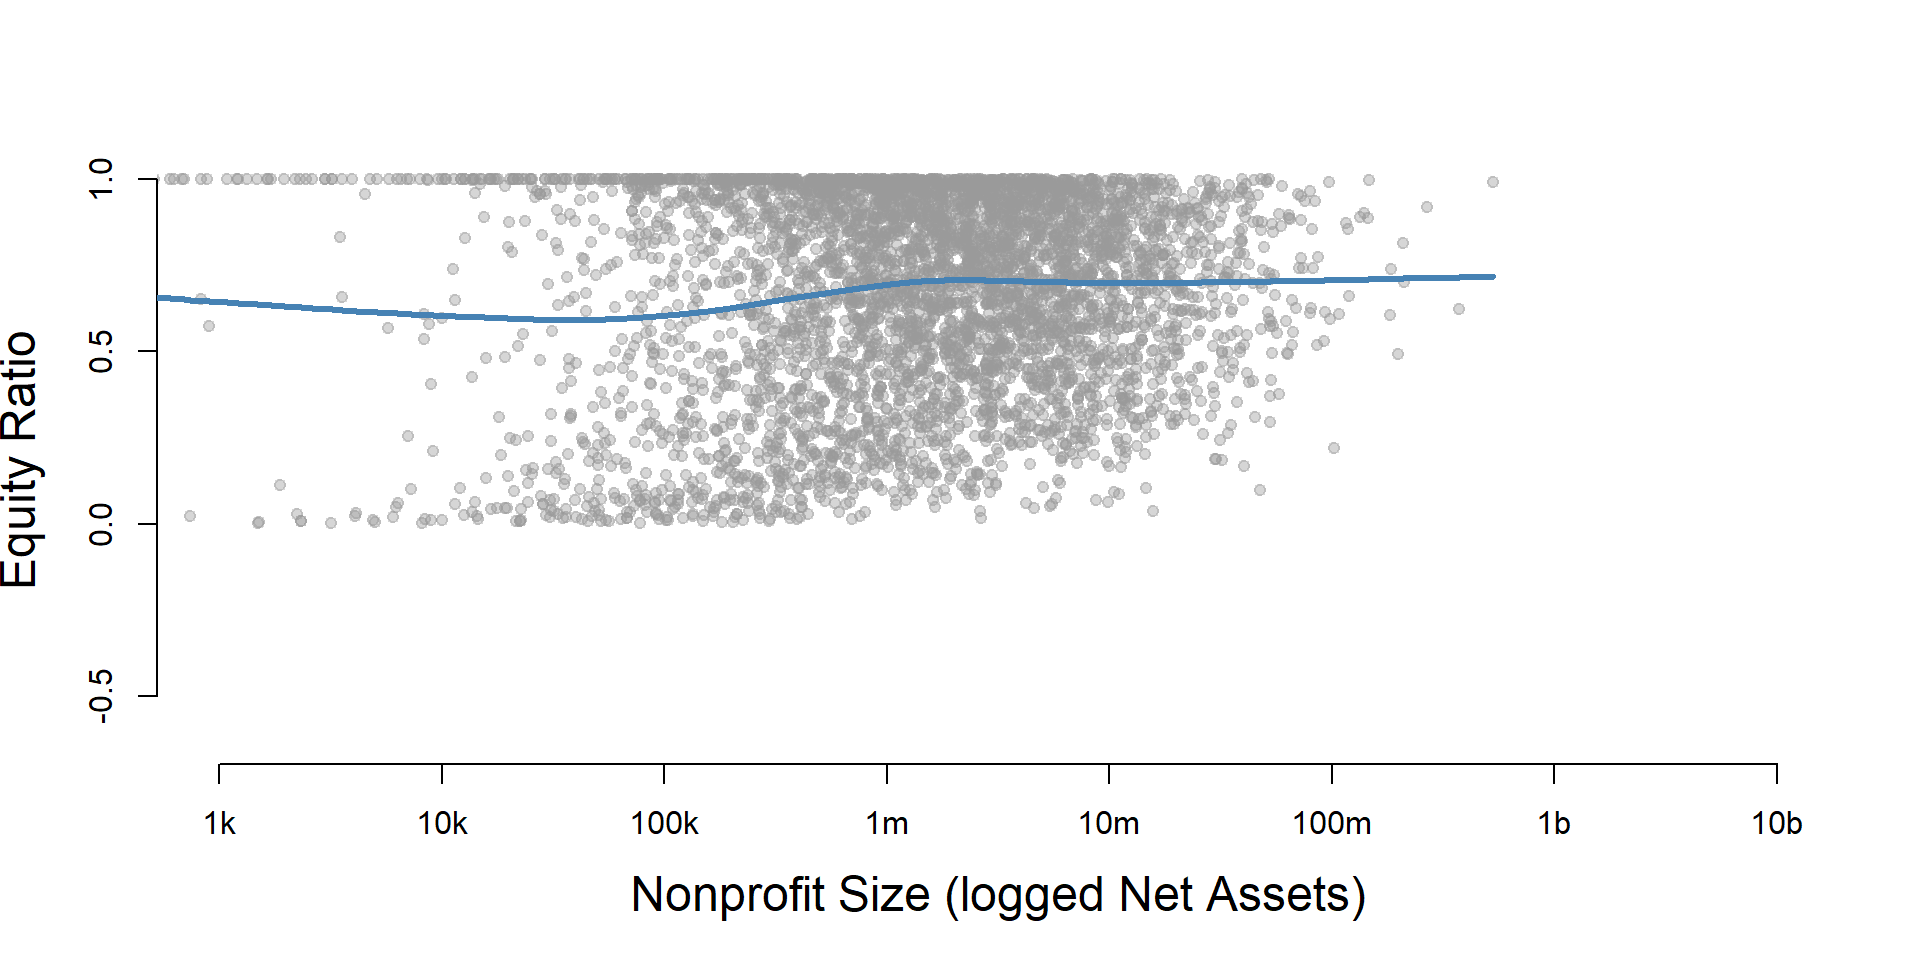 Equity Ratio
1.0
0.5
0.0
-0.5
1k 10k 100k 1m 10m 100m 1b 10b
Nonprofit Size (logged Net Assets)